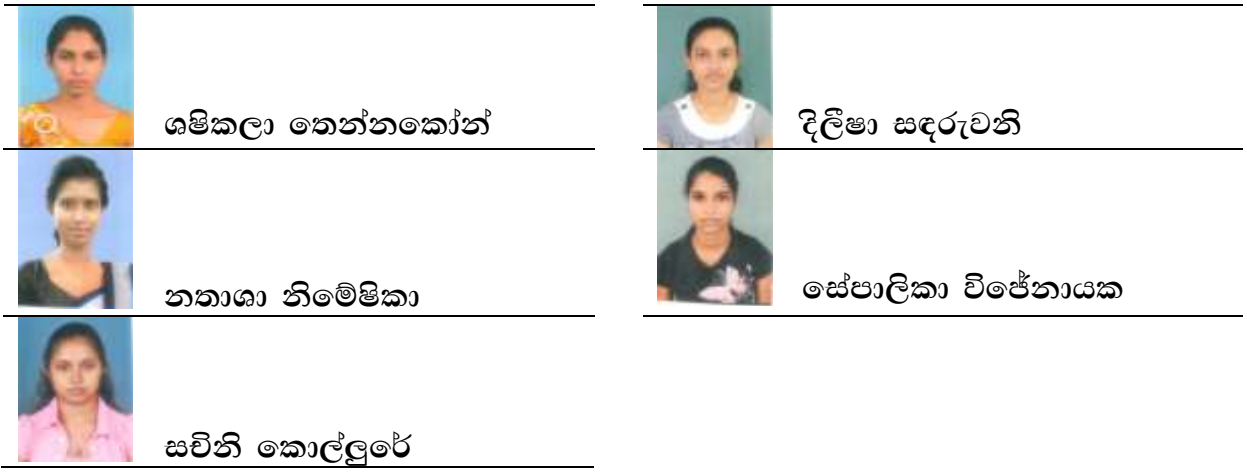 ශෂිකලා තෙන්නකෝන්
දිලීෂා සඳරුවනි
නතාශා නිමේෂිකා
සේපාලිකා විජේනායක
සචිනි කොල්ලුරේ